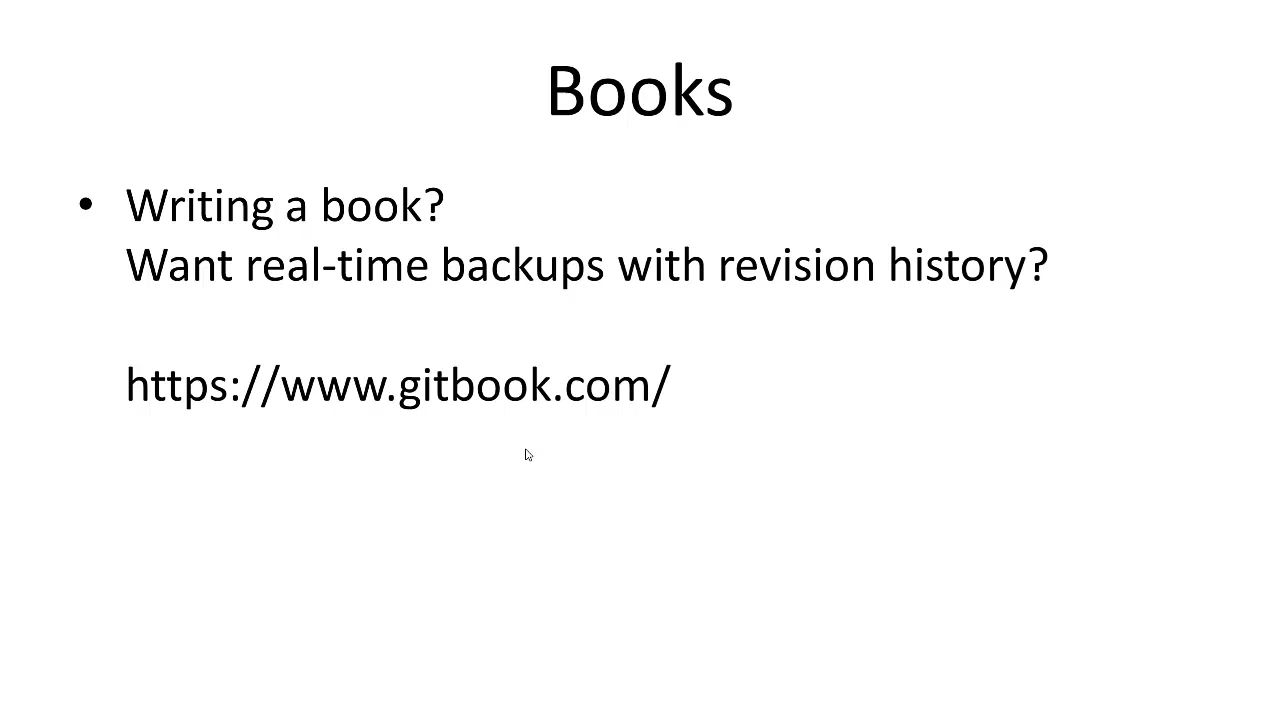 Books
• Writing a book?
Want real-time backups with revision history?
https://www.gitbook.com/